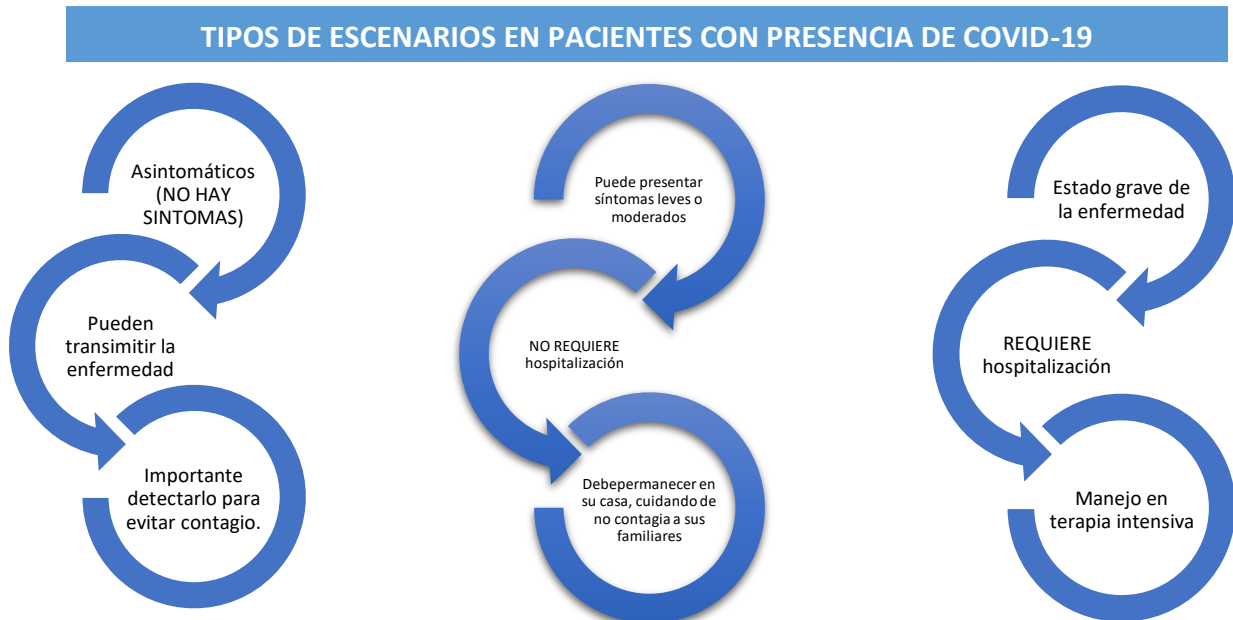 TIPOS DE ESCENARIOS EN PACIENTES CON PRESENCIA DE COVID-19
Asintomáticos
(NO HAY
SINTOMAS)
Pueden
transimitir la
enfermedad
Importante
detectarlo para
evitar contagio.
Puede presentar
síntomas leves o
moderados
NO REQUIERE
hospitalización
Debepermanecer en
su casa, cuidando de
no contagia a sus
familiares
Estado grave de
la enfermedad
REQUIERE
hospitalización
Manejo en
terapia intensiva